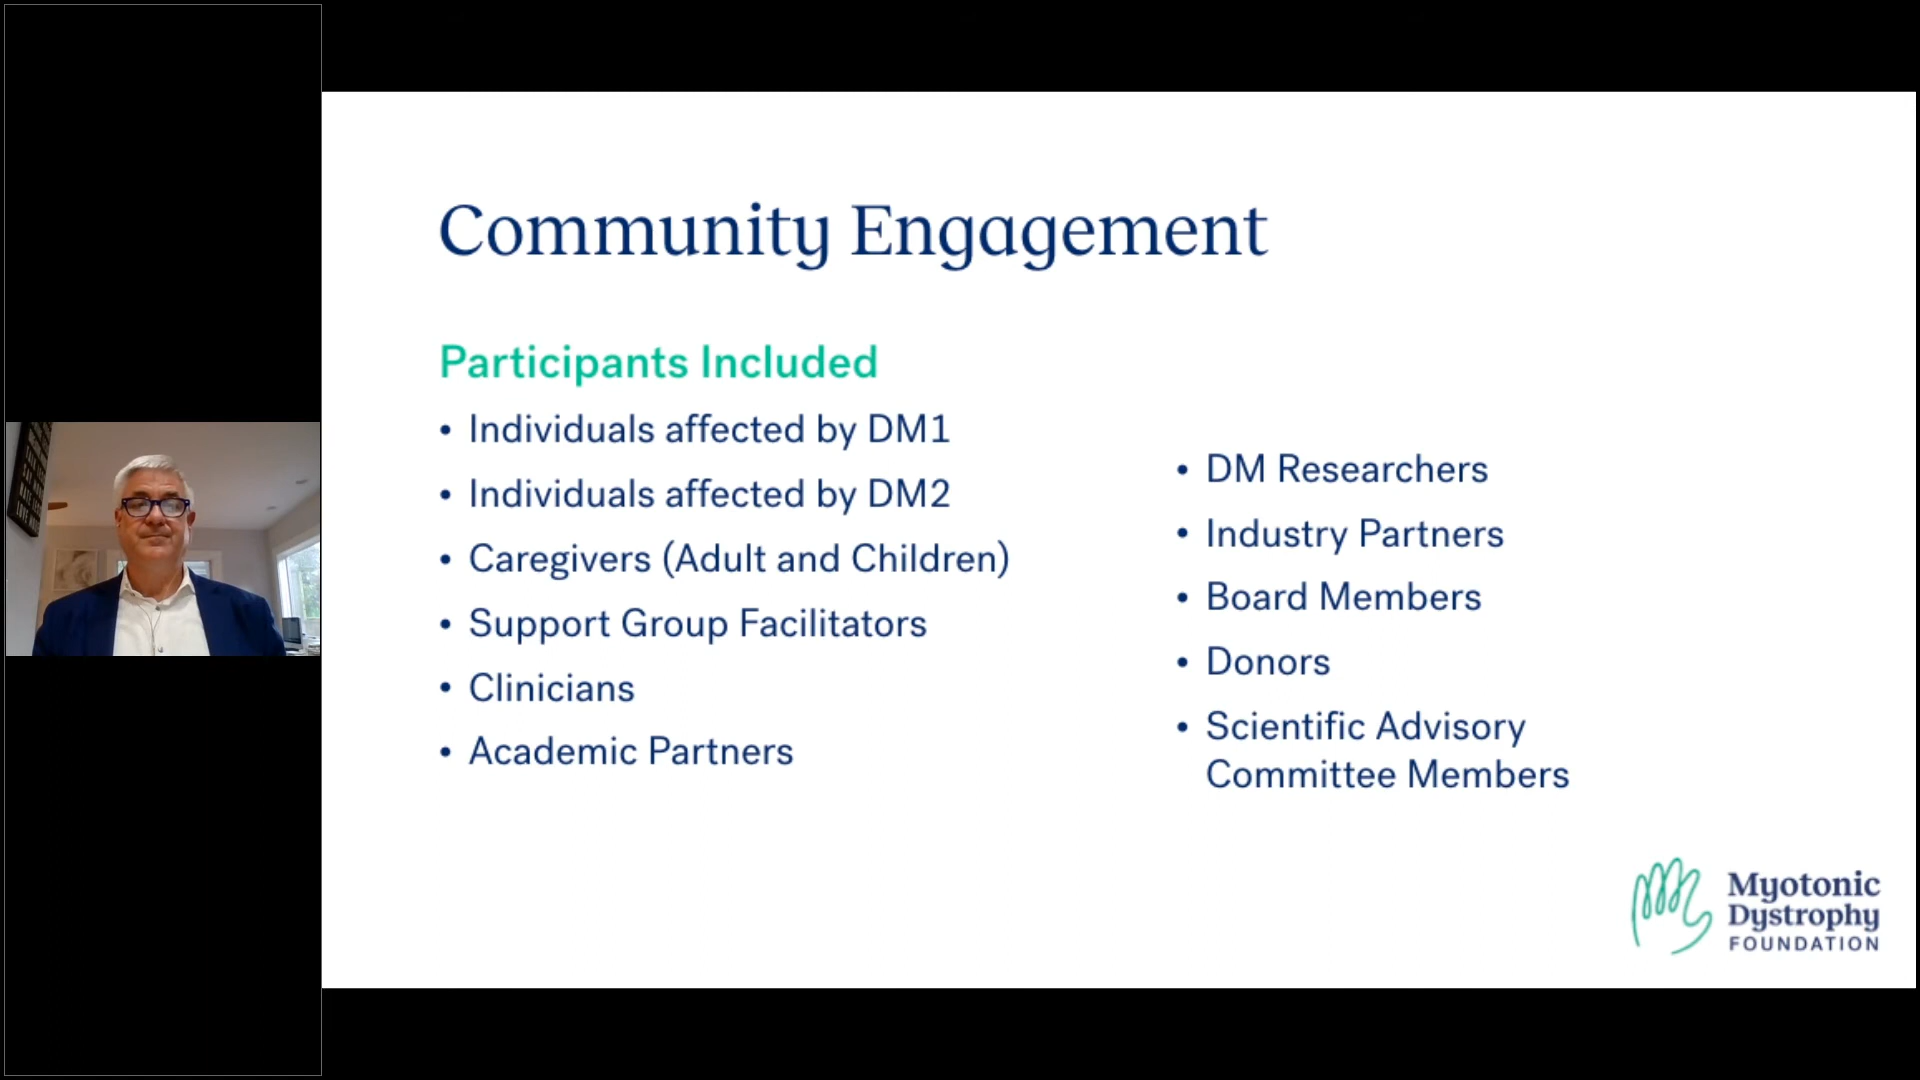 Community Engagement
Participants Included
• Individuals affected by DM1
• Individuals affected by DM2
• Caregivers (Adult and Children)
• Support Group Facilitators
• Clinicians
• Academic Partners
• DM Researchers
• Industry Partners
• Board Members
• Donors
• Scientific Advisory
Committee Members
Myotonic
Dystrophy
FOUNDATION